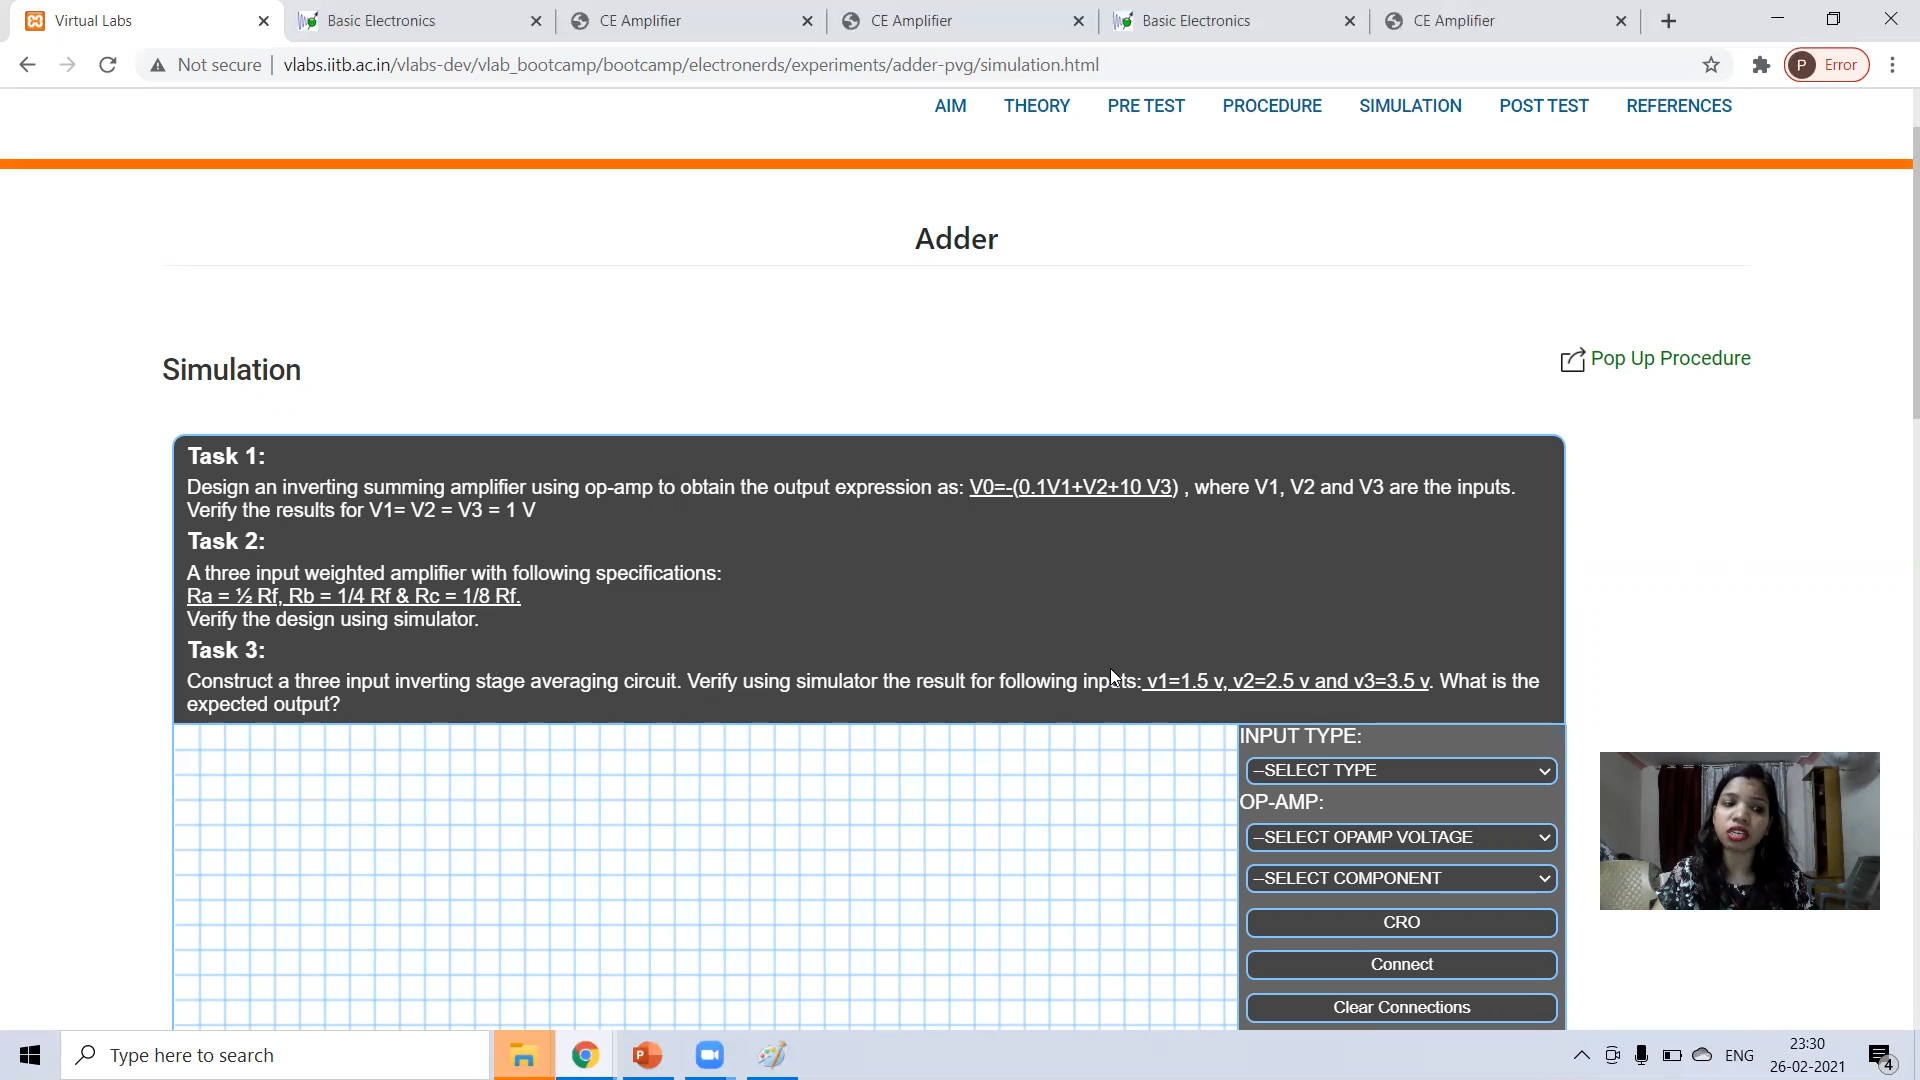 Virtual Labs
Basic Electronics
CE Amplifier
CE Amplifier
Basic Electronics
CE Amplifier
Not secure
vlabs.iitb.ac.in/vlabs-dev/vlab_bootcamp/bootcamp/electronerds/experiments/adder-pvg/simulation.html
P Error
AIM THEORY PRE TEST PROCEDURE SIMULATION POST TEST REFERENCES
Adder
Simulation
Pop Up Procedure
Task 1:
Design an inverting summing amplifier using op-amp to obtain the output expression as: V0=-(0.1V1+V2+10 V3) , where V1, V2 and V3 are the inputs.
Verify the results for V1= V2 = V3 = 1 V
Task 2:
A three input weighted amplifier with following specifications:
Ra = ½ Rf, Rb = 1/4 Rf & Rc = 1/8 Rf.
Verify the design using simulator.
Task 3:
Construct a three input inverting stage averaging circuit. Verify using simulator the result for following inputs: v1=1.5 v, v2=2.5 v and v3=3.5 v. What is the
expected output?
INPUT TYPE:
--SELECT TYPE
OP-AMP:
--SELECT OPAMP VOLTAGE
--SELECT COMPONENT
CRO
Connect
Clear Connections
Type here to search
ENG
23:30
26-02-2021
4